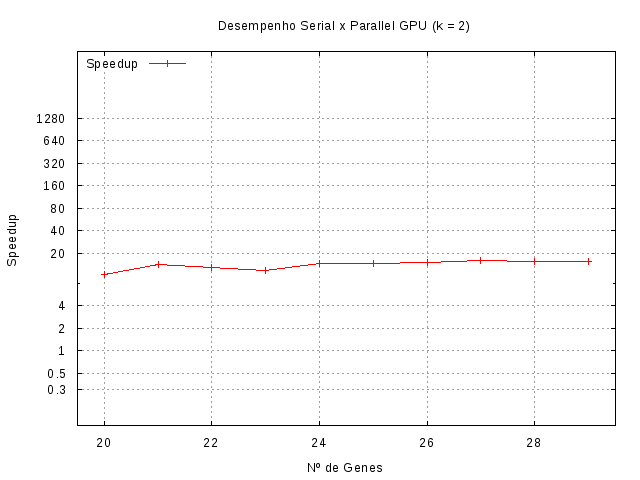 Desempenho Serial x Parallel GPU (k = 2)
Speedup
1280
640
320
160
80
40
20
4
2
1
0.5
0.3
Speedup
20 22 24 26 28
Nº de Genes